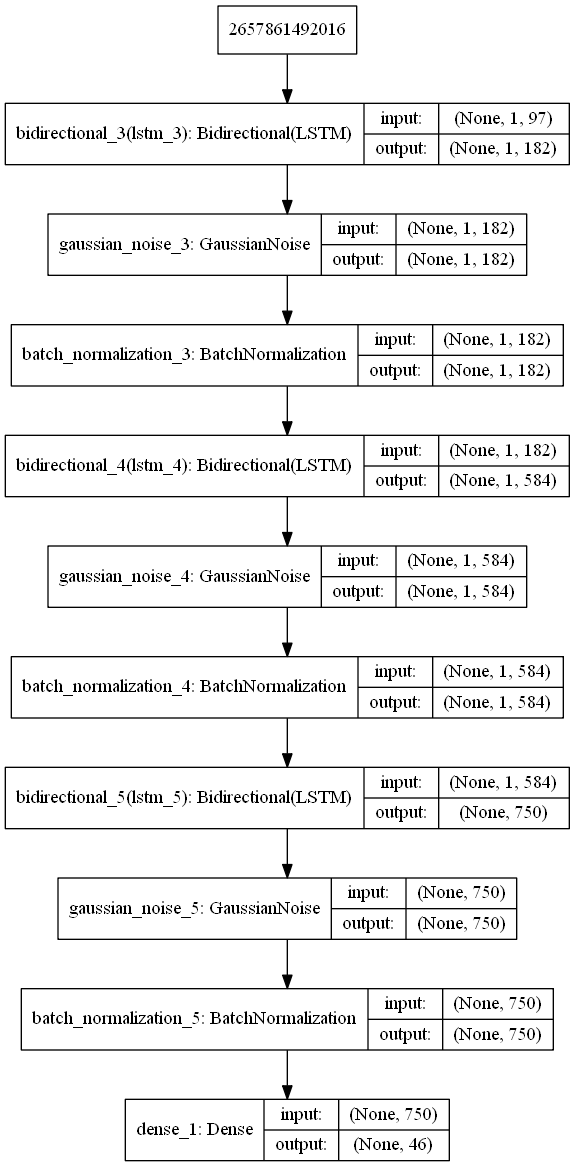 2657861492016
bidirectional_3(lstm_3): Bidirectional(LSTM)
input: (None, 1, 97)
output: (None, 1, 182)
gaussian_noise_3: GaussianNoise
input: (None, 1, 182)
output: (None, 1, 182)
batch_normalization_3: BatchNormalization
input: (None, 1, 182)
output: (None, 1, 182)
bidirectional_4(lstm_4): Bidirectional(LSTM)
input: (None, 1, 182)
output: (None, 1, 584)
gaussian_noise_4: GaussianNoise
input: (None, 1, 584)
output: (None, 1, 584)
batch_normalization_4: BatchNormalization
input: (None, 1, 584)
output: (None, 1, 584)
bidirectional_5(lstm_5): Bidirectional(LSTM)
input: (None, 1, 584)
output: (None, 750)
gaussian_noise_5: GaussianNoise
input: (None, 750)
output: (None, 750)
batch_normalization_5: BatchNormalization
input: (None, 750)
output: (None, 750)
dense_1: Dense
input: (None, 750)
output: (None, 46)